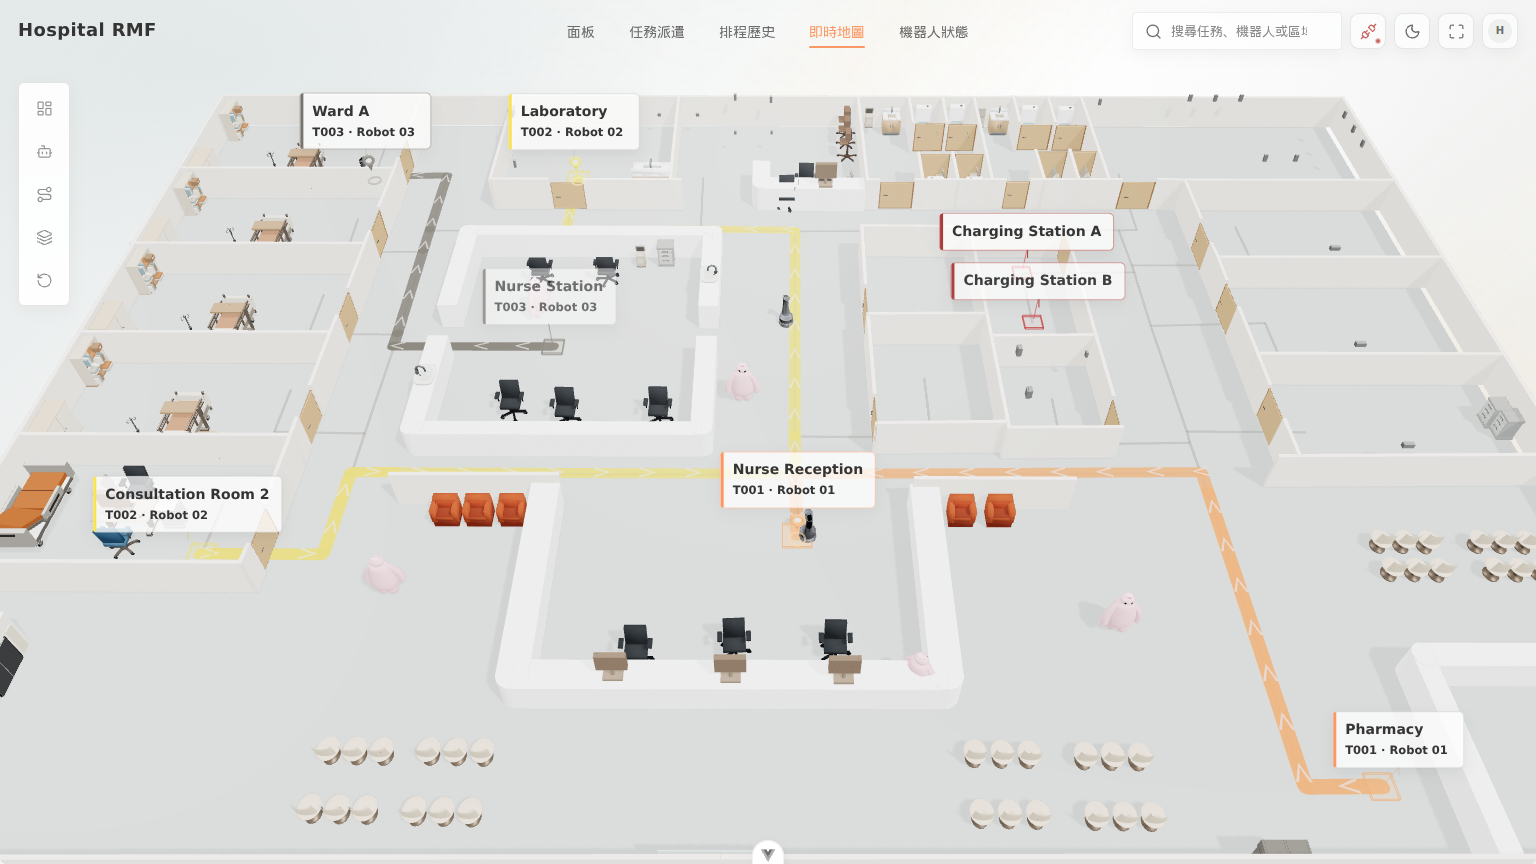 Hospital RMF
面板
任務派遣
排程歷史
即時地圖
機器人狀態
搜尋任務、機器人或區
H
Ward A
T003 · Robot 03
Laboratory
T002 · Robot 02
Charging Station A
Charging Station B
Nurse Station
T003 · Robot 03
Nurse Reception
T001 · Robot 01
Consultation Room 2
T002 · Robot 02
Pharmacy
T001 · Robot 01